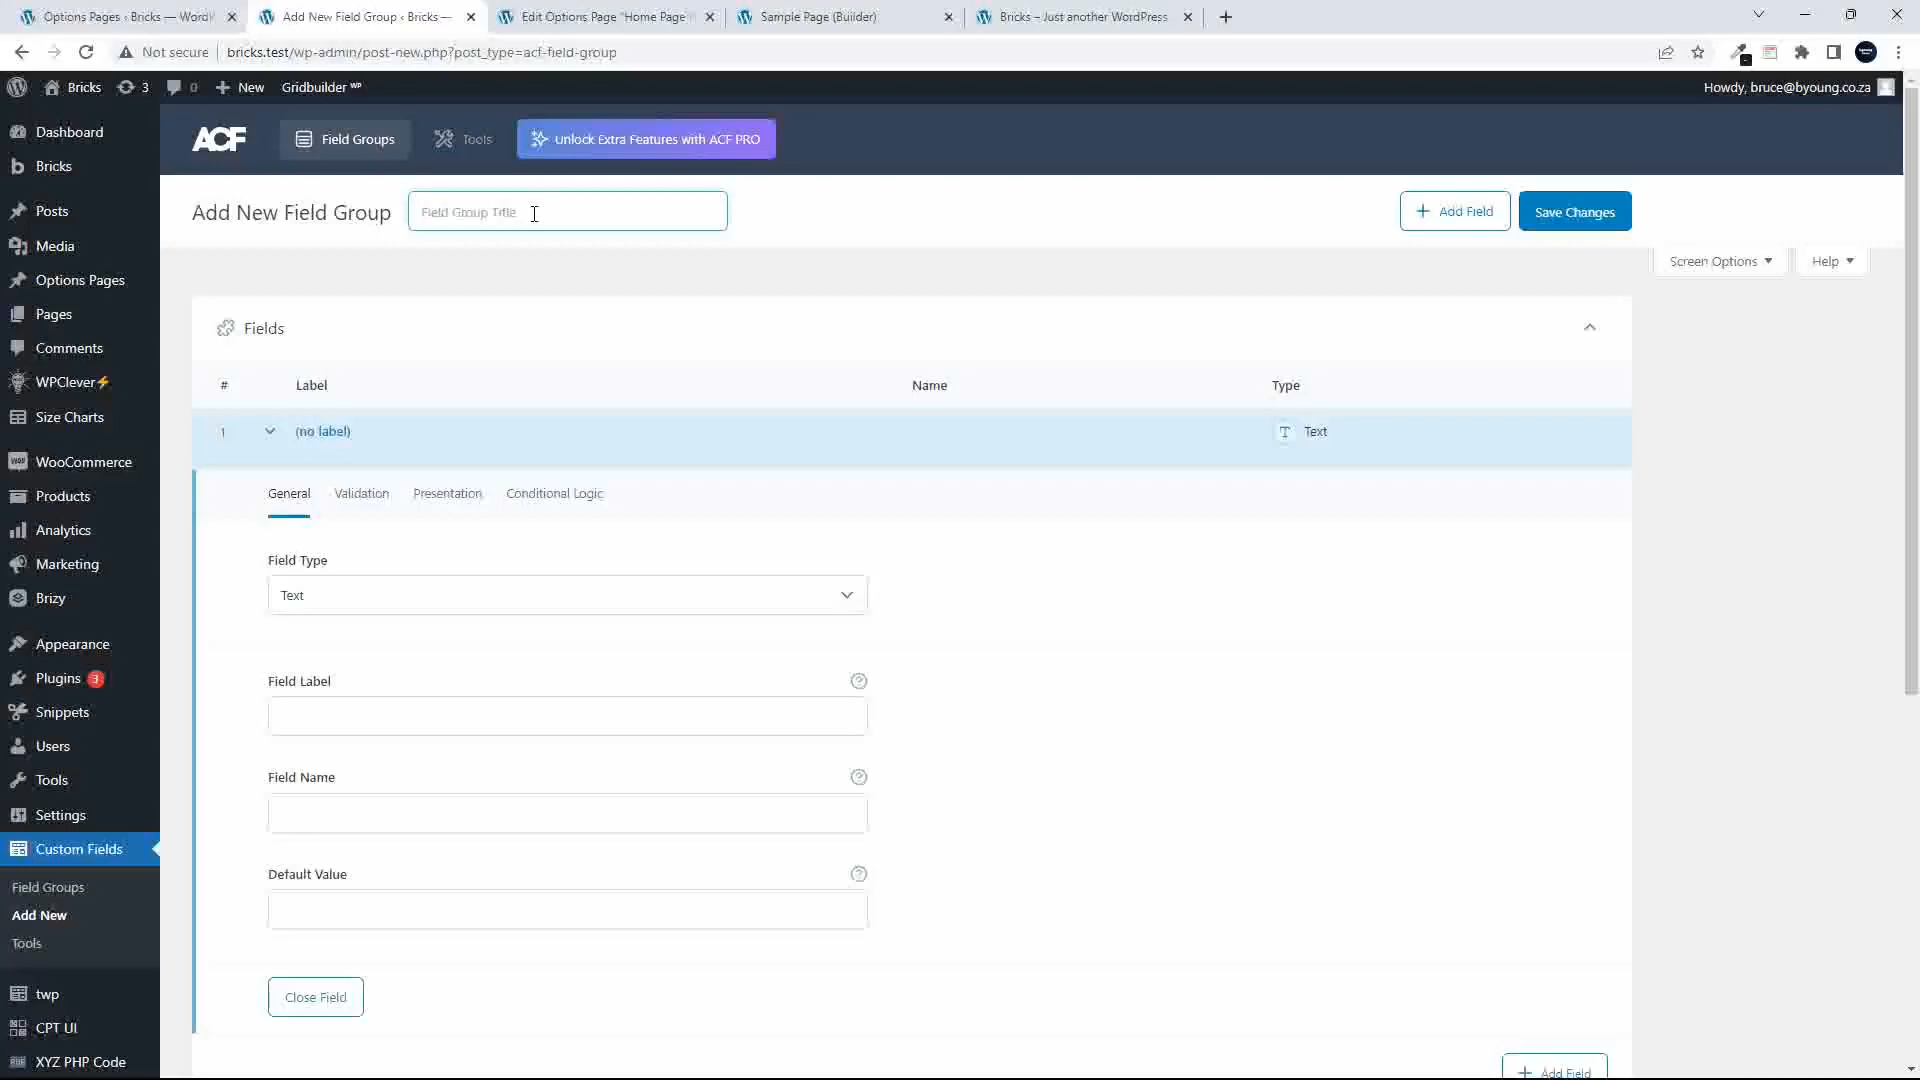 Options Pages ‹ Bricks — WordP
Add New Field Group ‹ Bricks —
Edit Options Page "Home Page
Sample Page (Builder)
Bricks – Just another WordPress
Not secure
bricks.test/wp-admin/post-new.php?post_type=acf-field-group
Bricks
3
0
New
Gridbuilder ᵂᴾ
Howdy, bruce@byoung.co.za
Dashboard
Bricks
Posts
Media
Options Pages
Pages
Comments
WPClever⚡
Size Charts
WooCommerce
Products
Analytics
Marketing
Brizy
Appearance
Plugins 3
Snippets
Users
Tools
Settings
Custom Fields
Field Groups
Add New
Tools
twp
CPT UI
XYZ PHP Code
ACF
Field Groups
Tools
Unlock Extra Features with ACF PRO
Add New Field Group
Field Group Title
Add Field
Save Changes
Screen Options
Help
Fields
# Label Name Type
1 (no label) T Text
General Validation Presentation Conditional Logic
Field Type
Text
Field Label
Field Name
Default Value
Close Field
Add Field